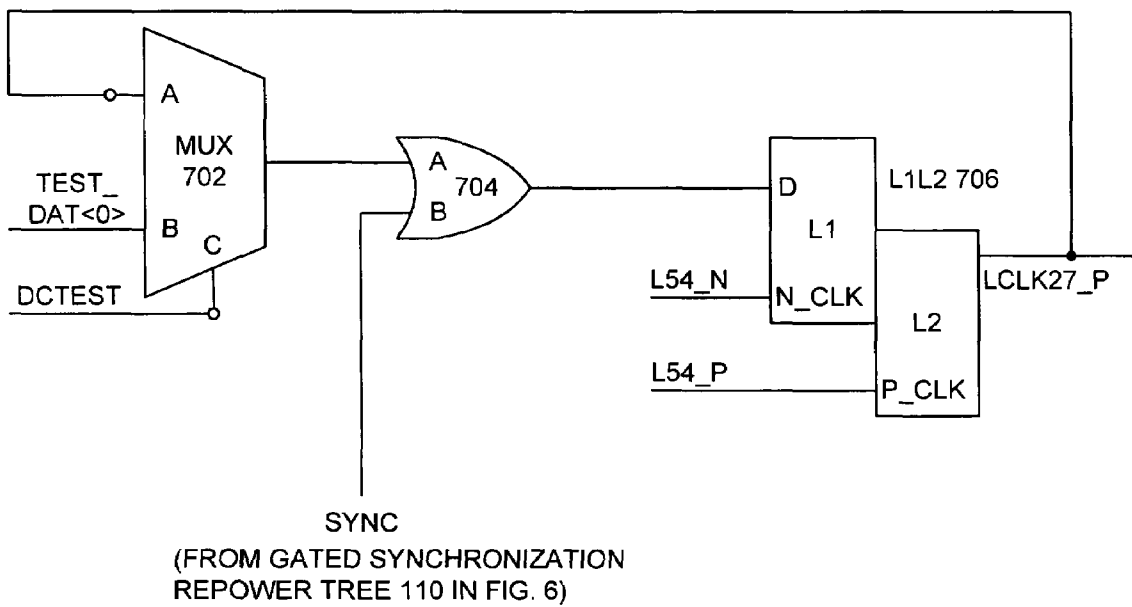 A
MUX
702
TEST_
DAT<0>
B
C
DCTEST
A
704
B
D
L1L2 706
L1
L54_N
N_CLK
LCLK27_P
L2
L54_P
P_CLK
SYNC
(FROM GATED SYNCHRONIZATION
REPOWER TREE 110 IN FIG. 6)